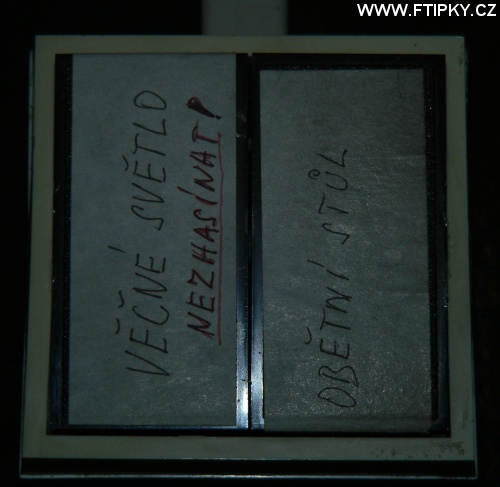 WWW.FTIPKY.CZ
VĚČNÉ SVĚTLO
NEZHASÍNAT!
OBĚTNÍ STŮL